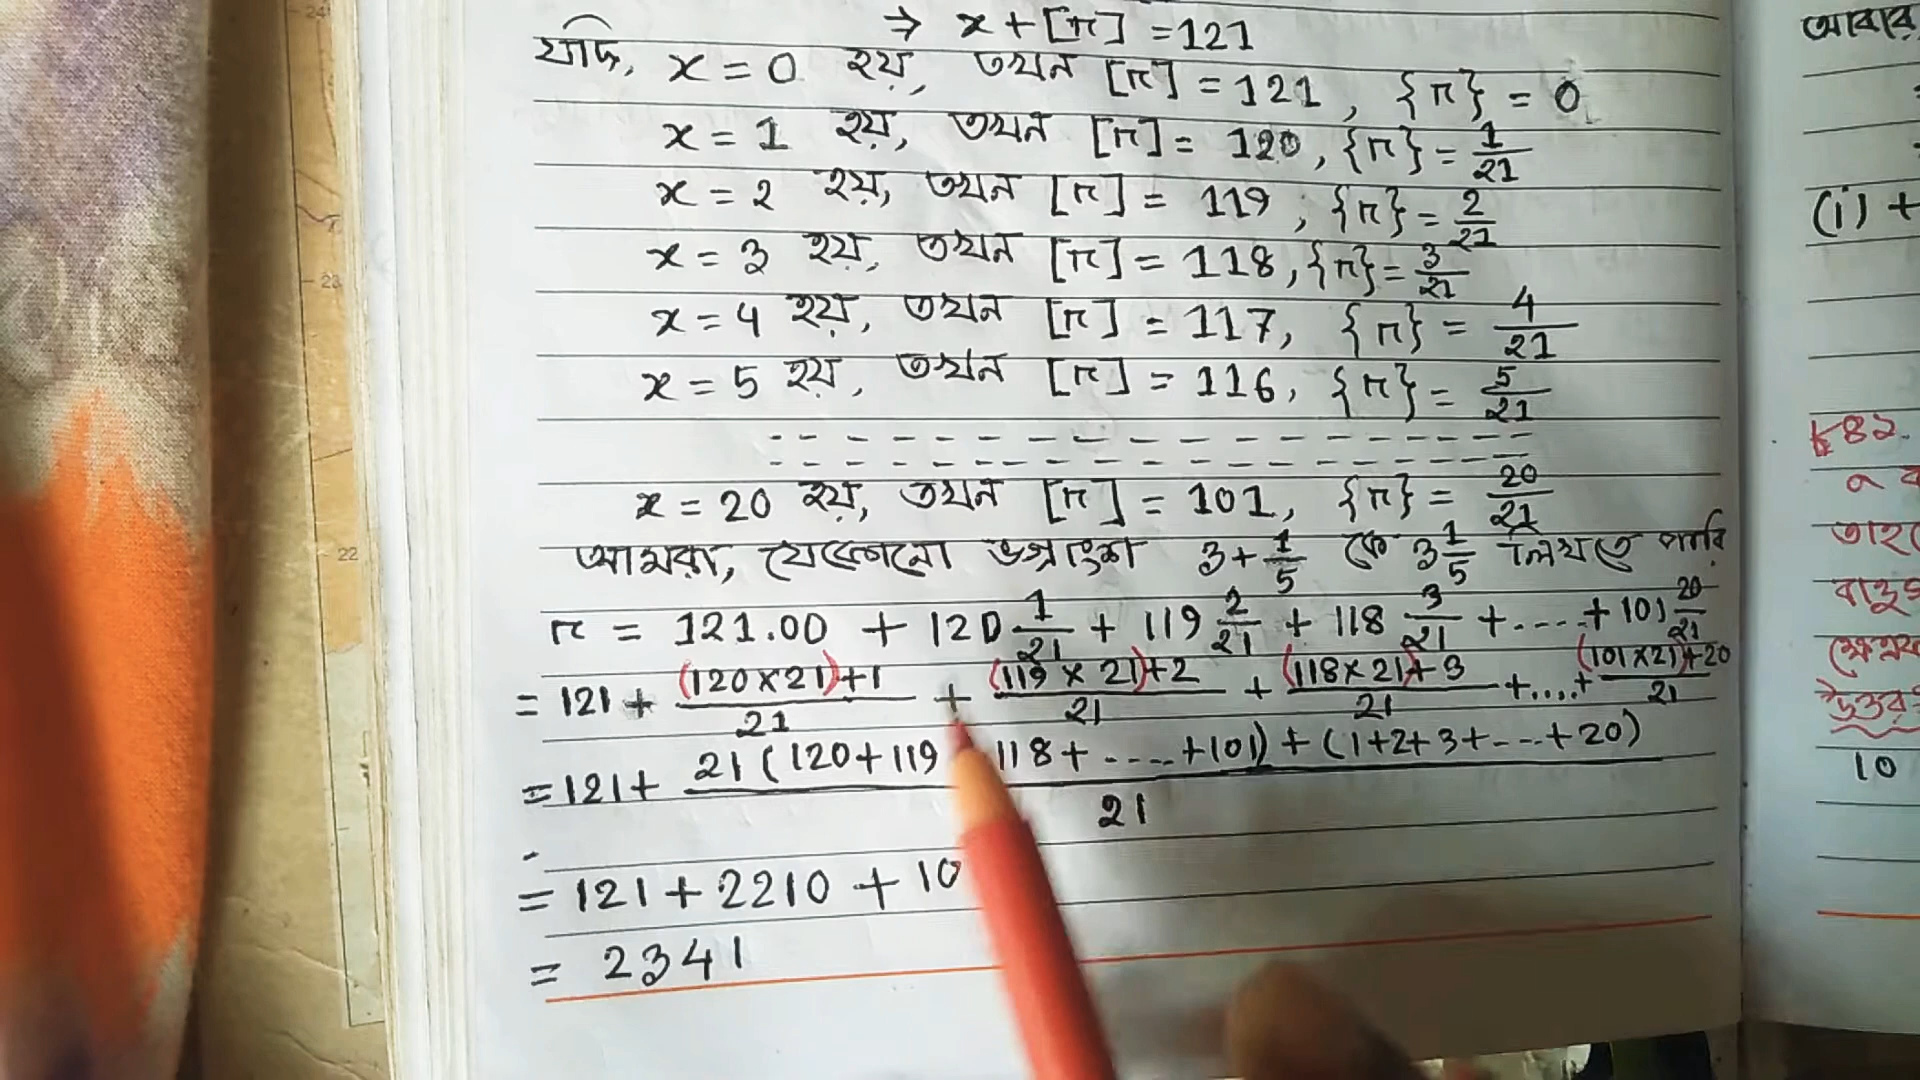 ⇒ x + [π] = 121
যদি, x = 0 হয়, তখন [π] = 121, {π} = 0
x = 1 হয়, তখন [π] = 120, {π} = 1/21
x = 2 হয়, তখন [π] = 119, {π} = 2/21
x = 3 হয়, তখন [π] = 118, {π} = 3/21
x = 4 হয়, তখন [π] = 117, {π} = 4/21
x = 5 হয়, তখন [π] = 116, {π} = 5/21
x = 20 হয়, তখন [π] = 101, {π} = 20/21
আমরা, যেকোনো ভগ্নাংশ 3 + 1/5 কে 3 1/5 লিখতে পারি
π = 121.00 + 120 1/21 + 119 2/21 + 118 3/21 + .... + 101 20/21
= 121 + (120×21)+1/21 + (119×21)+2/21 + (118×21)+3/21 + .... + (101×21)+20/21
= 121 + 21(120+119 118+ .... +101) + (1+2+3+ .... +20)/21
= 121 + 2210 + 10
= 2341
আবার
(i) +
10
24
23
22